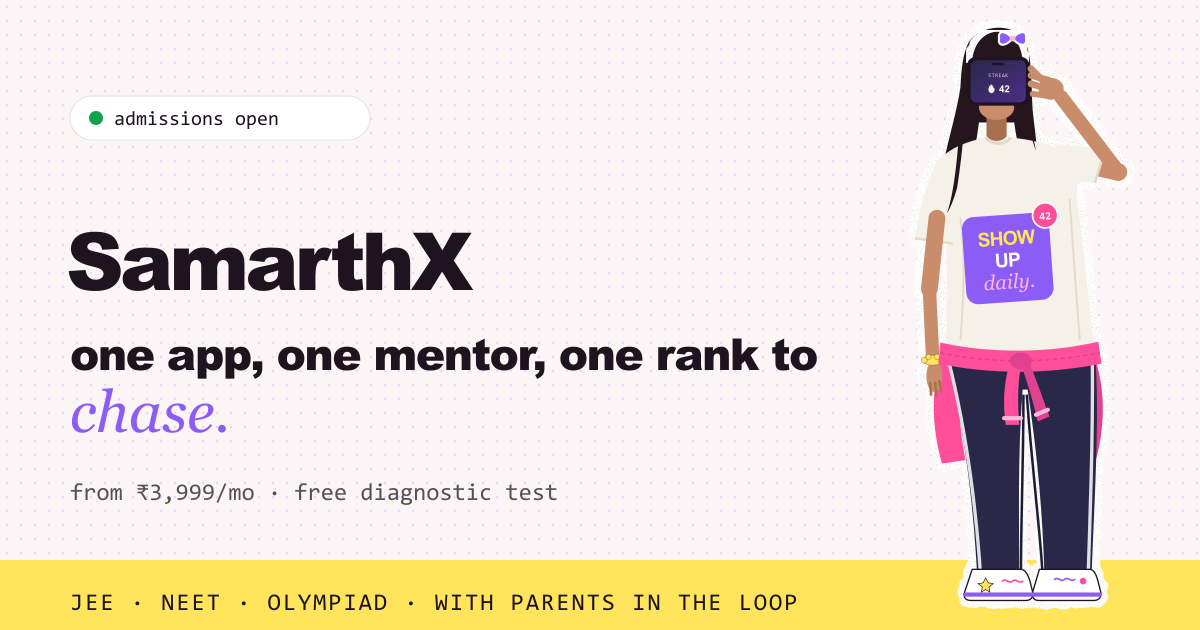 admissions open
SamarthX
one app, one mentor, one rank to
chase.
from ₹3,999/mo · free diagnostic test
STREAK
42
42
SHOW
UP
daily.
JEE · NEET · OLYMPIAD · WITH PARENTS IN THE LOOP